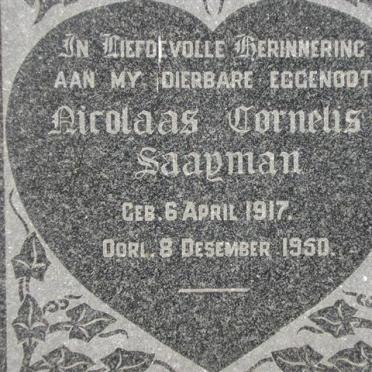 In Liefdevolle Herinnering
AAN MY DIERBARE EGGENOOT
Nicolaas Cornelis
Saayman
GEB. 6 APRIL 1917.
OORL. 8 DESEMBER 1950.